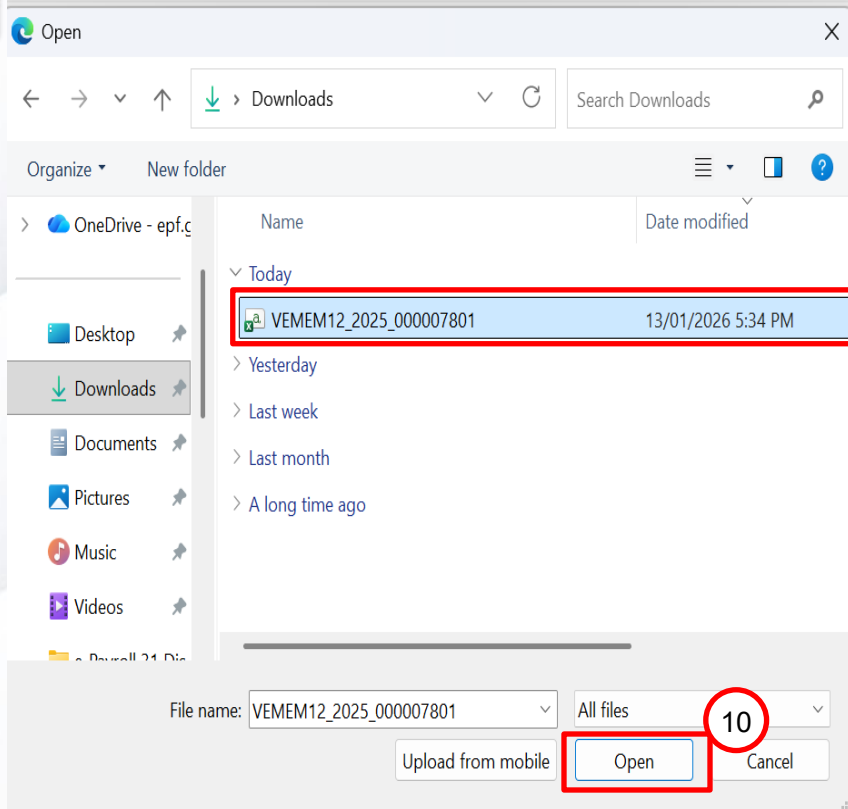 Open
Downloads
Search Downloads
Organize
New folder
OneDrive - epf.g
Name
Date modified
Today
VEMEM12_2025_000007801
13/01/2026 5:34 PM
Desktop
Yesterday
Downloads
Last week
Documents
Last month
Pictures
A long time ago
Music
Videos
File name:
VEMEM12_2025_000007801
All files
10
Upload from mobile
Open
Cancel